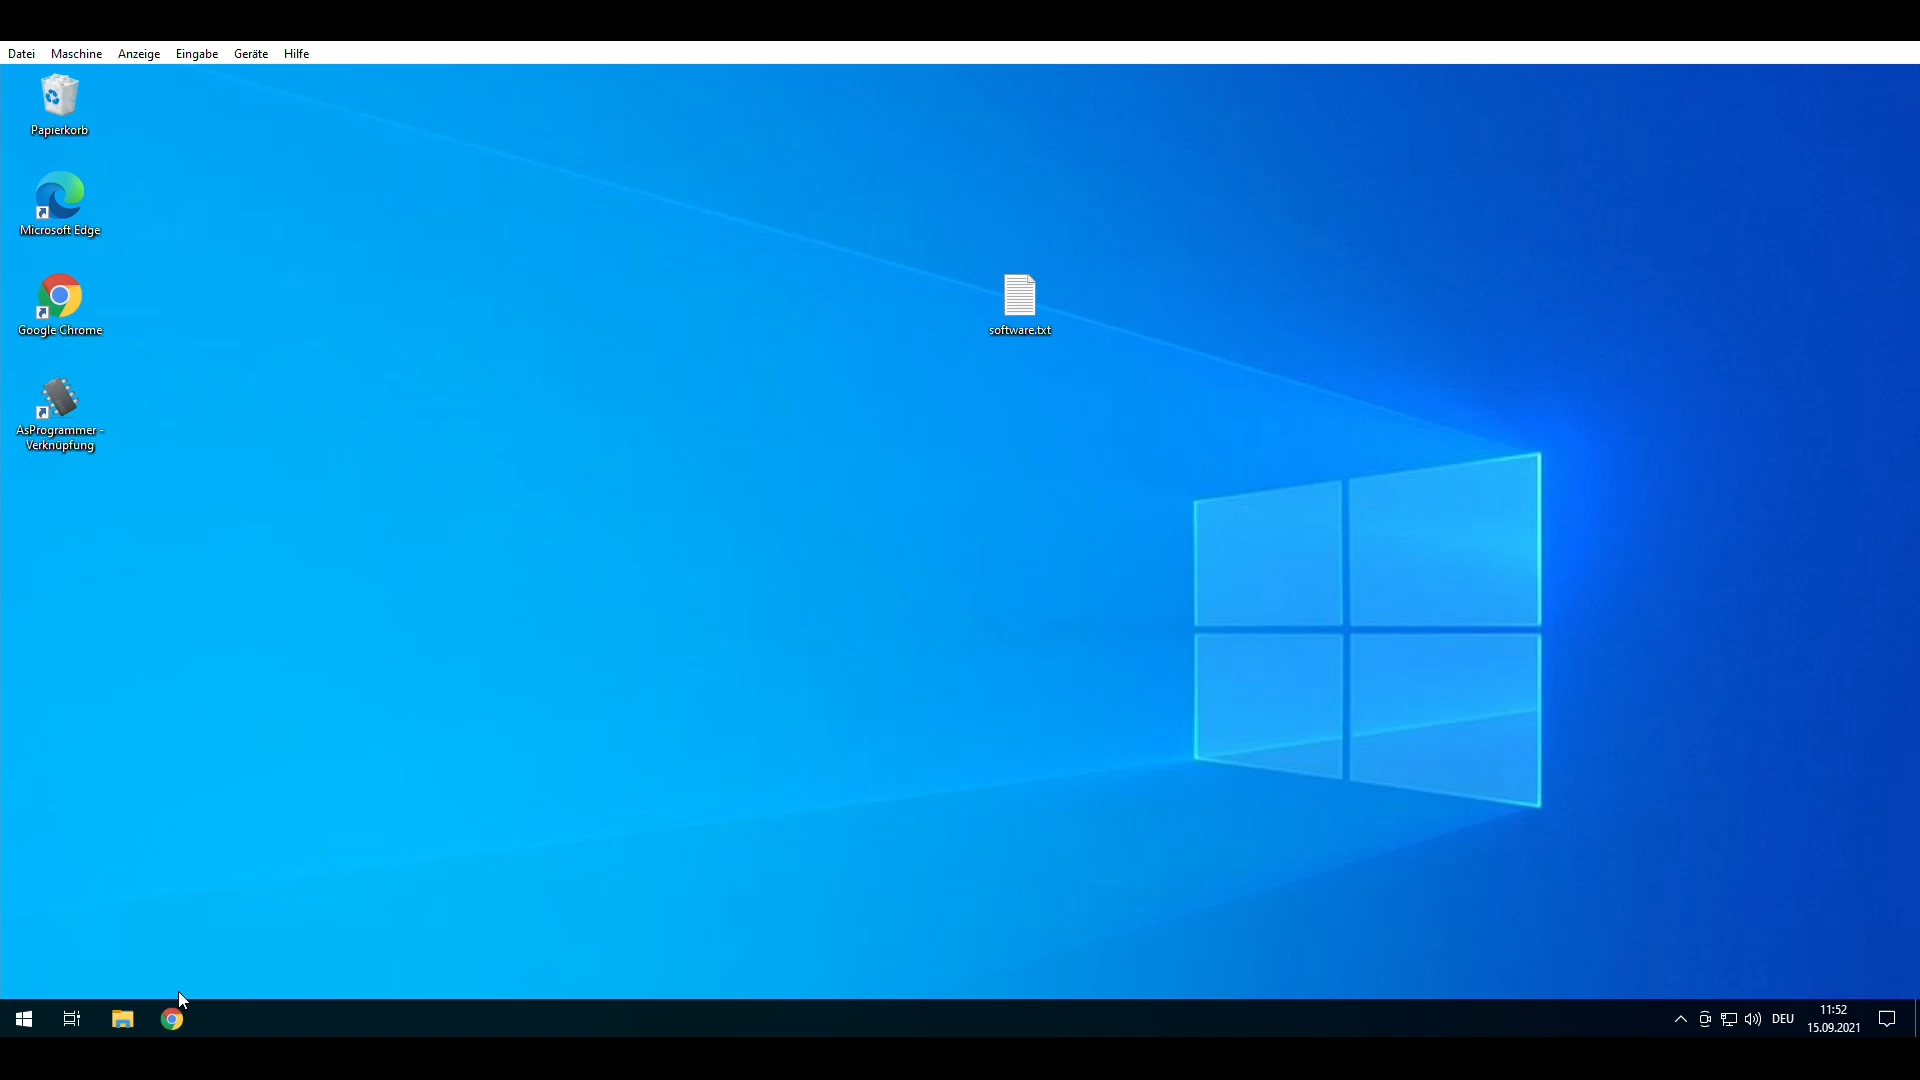 Datei Maschine Anzeige Eingabe Geräte Hilfe
Papierkorb
Microsoft Edge
Google Chrome
AsProgrammer -
Verknüpfung
software.txt
DEU
11:52
15.09.2021